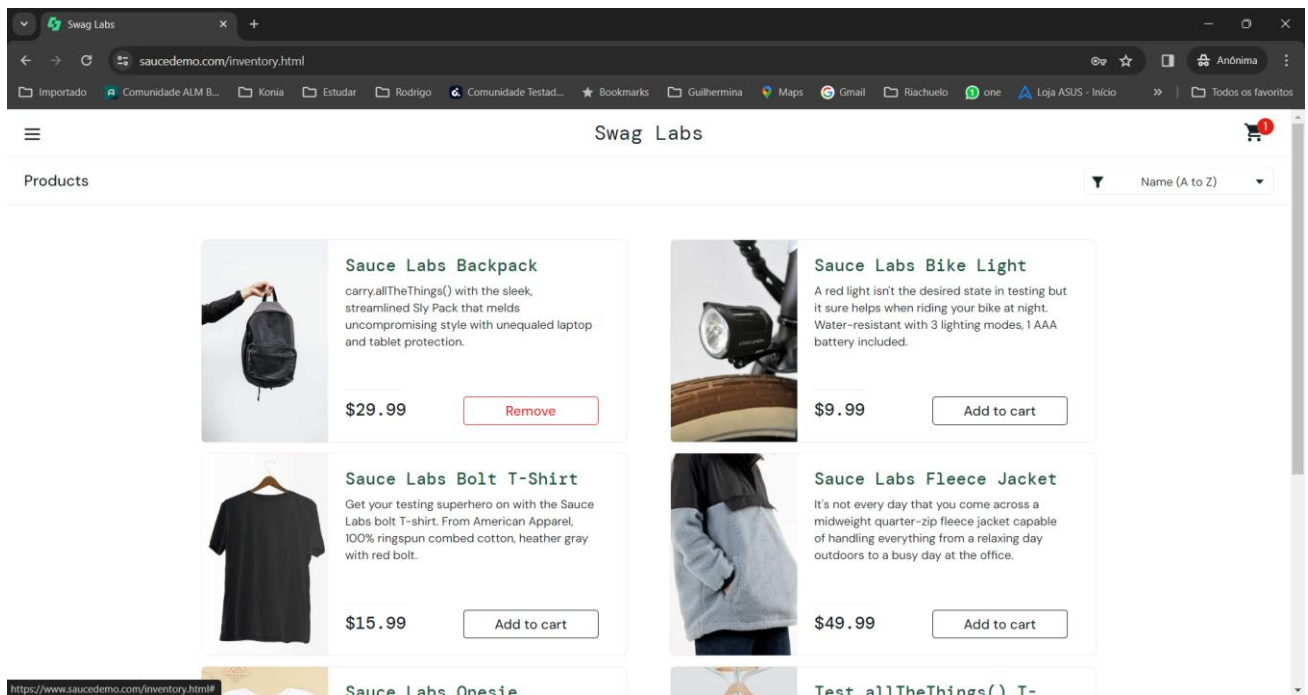 Swag Labs
saucedemo.com/inventory.html
Anônima
Importado Comunidade ALM B... Konia Estudar Rodrigo Comunidade Testad... Bookmarks Guilhermina Maps Gmail Riachuelo one Loja ASUS - Início » Todos os favoritos
Swag Labs
1
Products
Name (A to Z)
Sauce Labs Backpack
carry.allTheThings() with the sleek,
streamlined Sly Pack that melds
uncompromising style with unequaled laptop
and tablet protection.
$29.99
Remove
Sauce Labs Bike Light
A red light isn't the desired state in testing but
it sure helps when riding your bike at night.
Water-resistant with 3 lighting modes, 1 AAA
battery included.
$9.99
Add to cart
Sauce Labs Bolt T-Shirt
Get your testing superhero on with the Sauce
Labs bolt T-shirt. From American Apparel,
100% ringspun combed cotton, heather gray
with red bolt.
$15.99
Add to cart
Sauce Labs Fleece Jacket
It's not every day that you come across a
midweight quarter-zip fleece jacket capable
of handling everything from a relaxing day
outdoors to a busy day at the office.
$49.99
Add to cart
Sauce Labs Onesie
Test.allTheThings() T-
https://www.saucedemo.com/inventory.html#